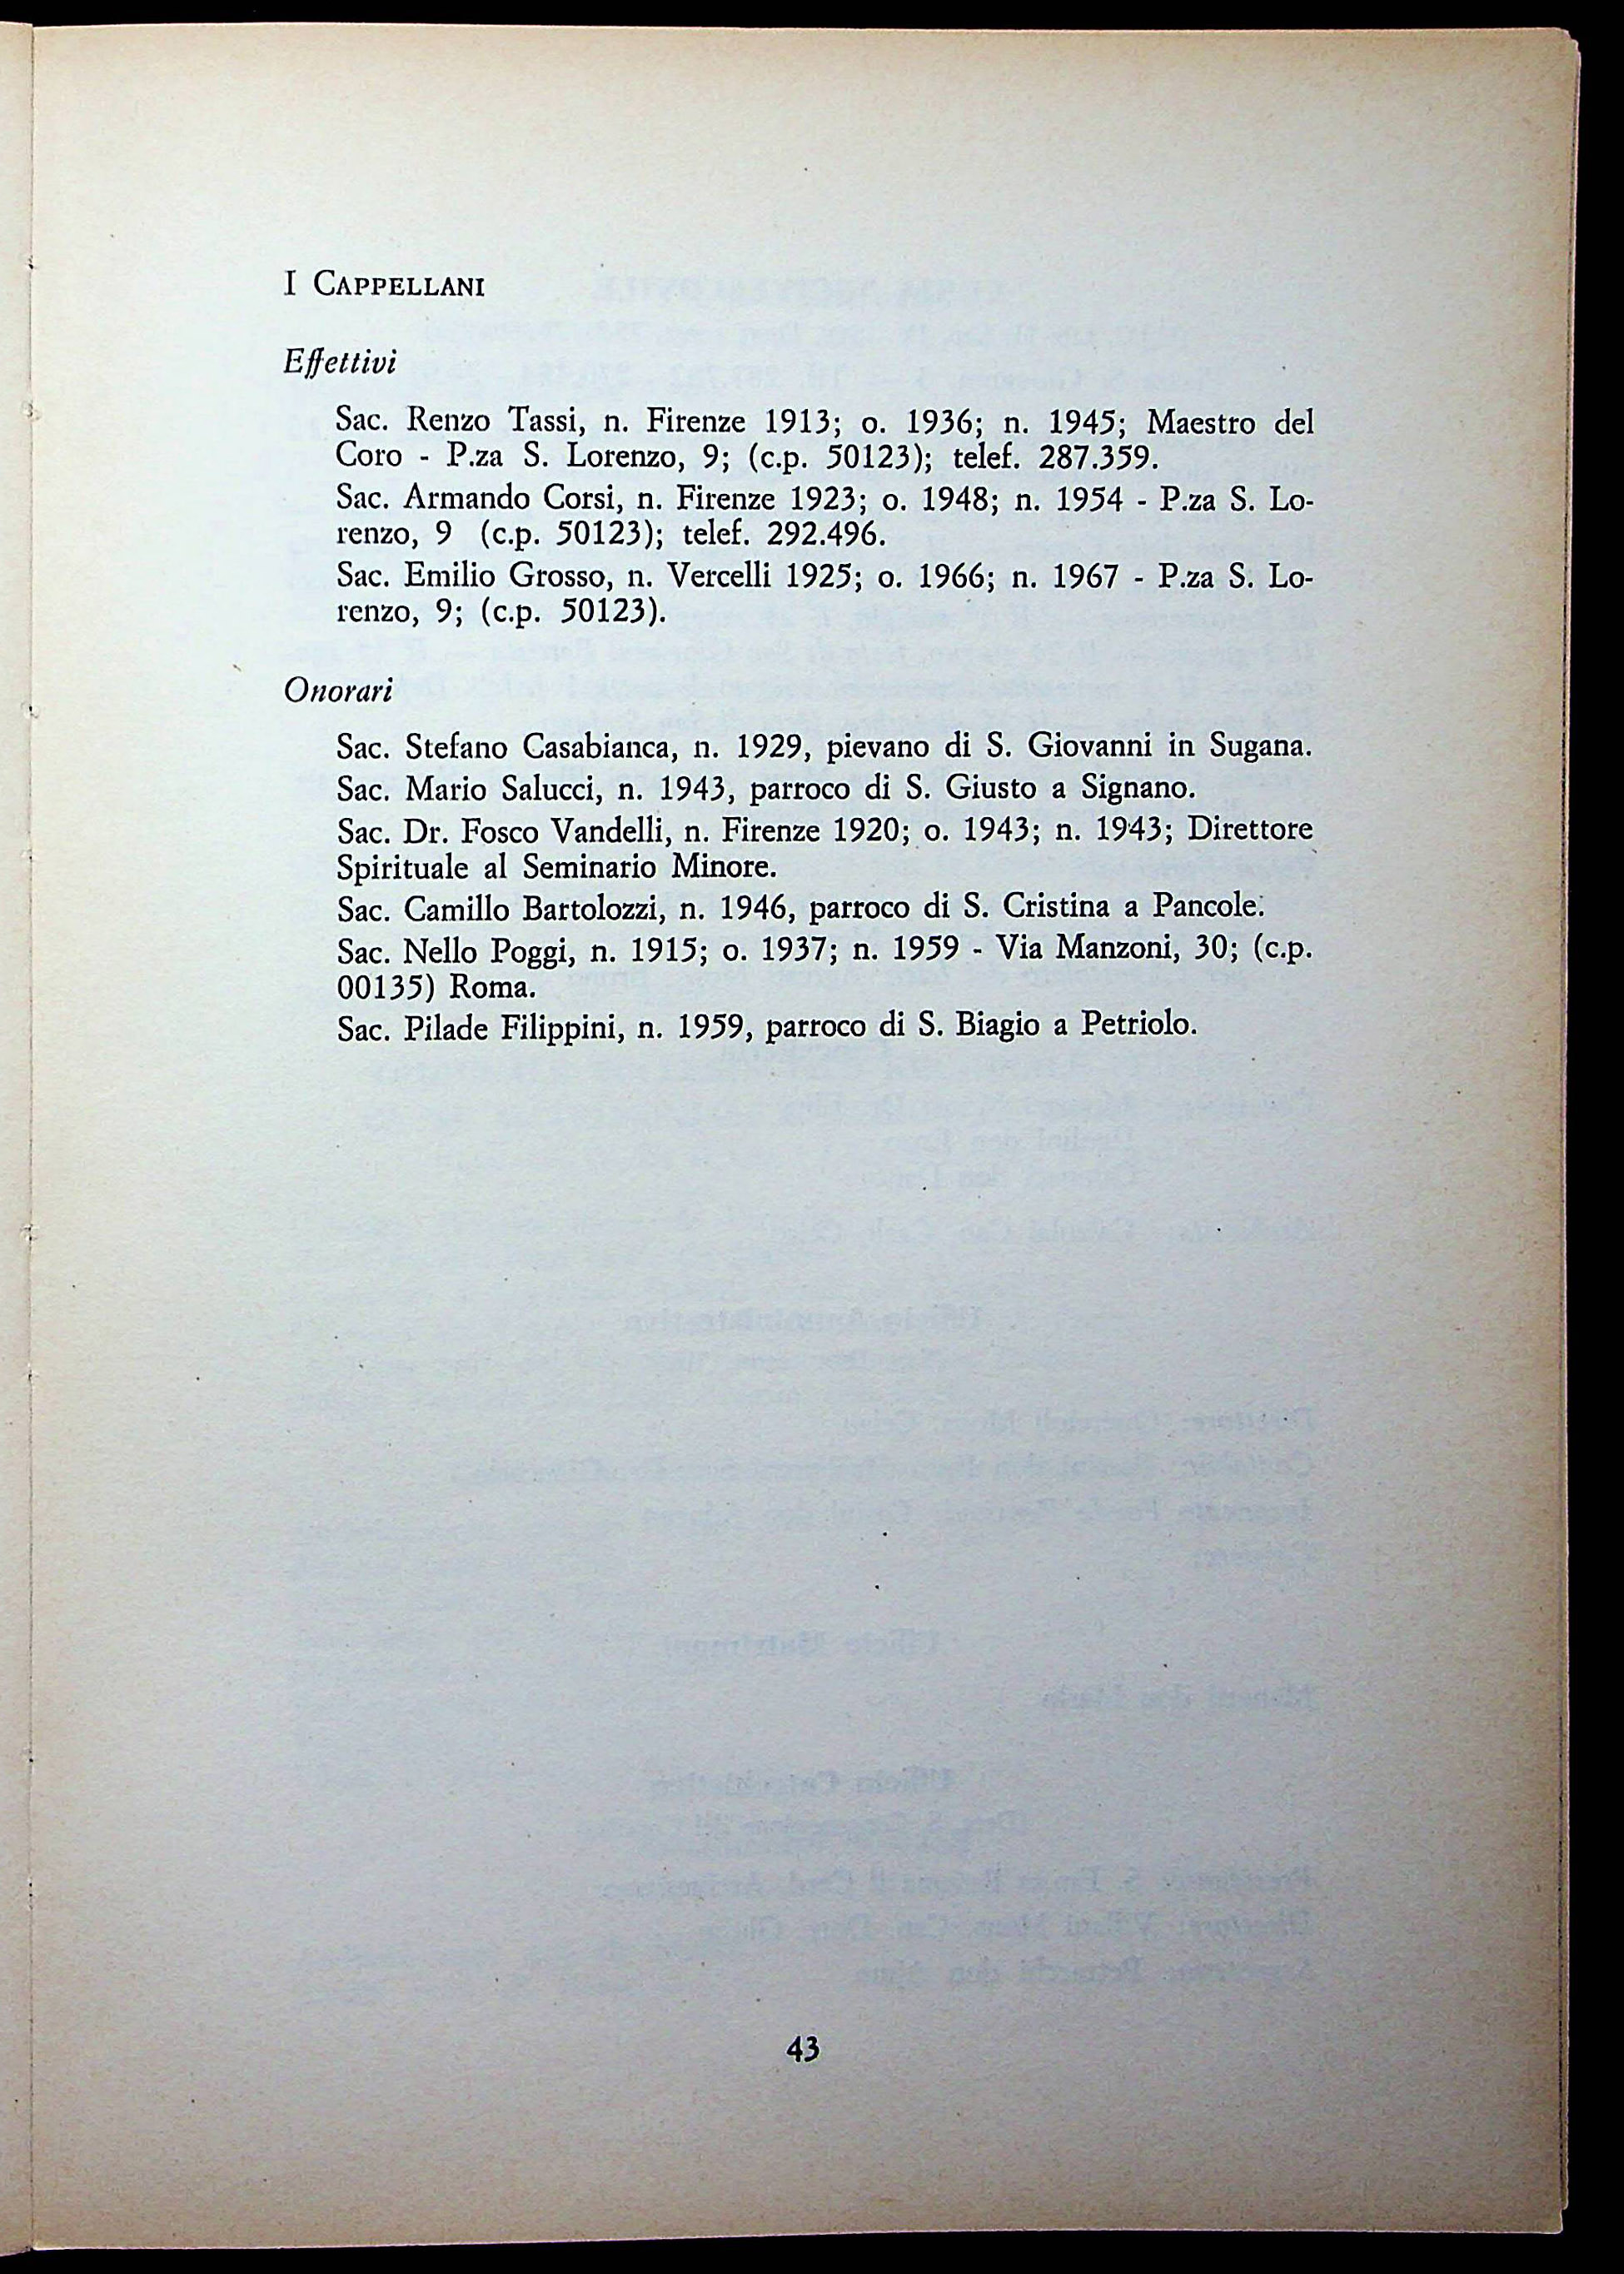 I Cappellani
Effettivi
Sac. Renzo Tassi, n. Firenze 1913; o. 1936; n. 1945; Maestro del
Coro - P.za S. Lorenzo, 9; (c.p. 50123); telef. 287.359.
Sac. Armando Corsi, n. Firenze 1923; o. 1948; n. 1954 - P.za S. Lo-
renzo, 9 (c.p. 50123); telef. 292.496.
Sac. Emilio Grosso, n. Vercelli 1925; o. 1966; n. 1967 - P.za S. Lo-
renzo, 9; (c.p. 50123).
Onorari
Sac. Stefano Casabianca, n. 1929, pievano di S. Giovanni in Sugana.
Sac. Mario Salucci, n. 1943, parroco di S. Giusto a Signano.
Sac. Dr. Fosco Vandelli, n. Firenze 1920; o. 1943; n. 1943; Direttore
Spirituale al Seminario Minore.
Sac. Camillo Bartolozzi, n. 1946, parroco di S. Cristina a Pancole.
Sac. Nello Poggi, n. 1915; o. 1937; n. 1959 - Via Manzoni, 30; (c.p.
00135) Roma.
Sac. Pilade Filippini, n. 1959, parroco di S. Biagio a Petriolo.
43